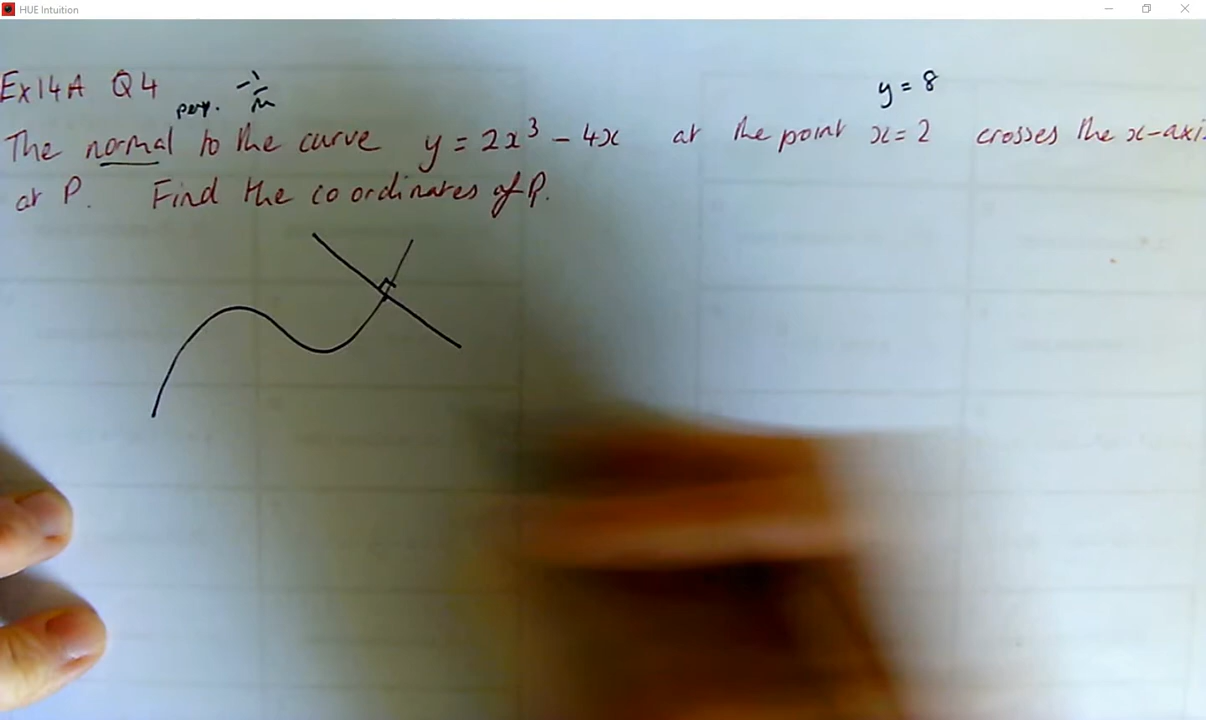 HUE Intuition
y = 8
Ex14A Q4
perp. -1/m
The normal to the curve y = 2x³ - 4x at the point x = 2 crosses the x-axi
at P. Find the coordinates of P.